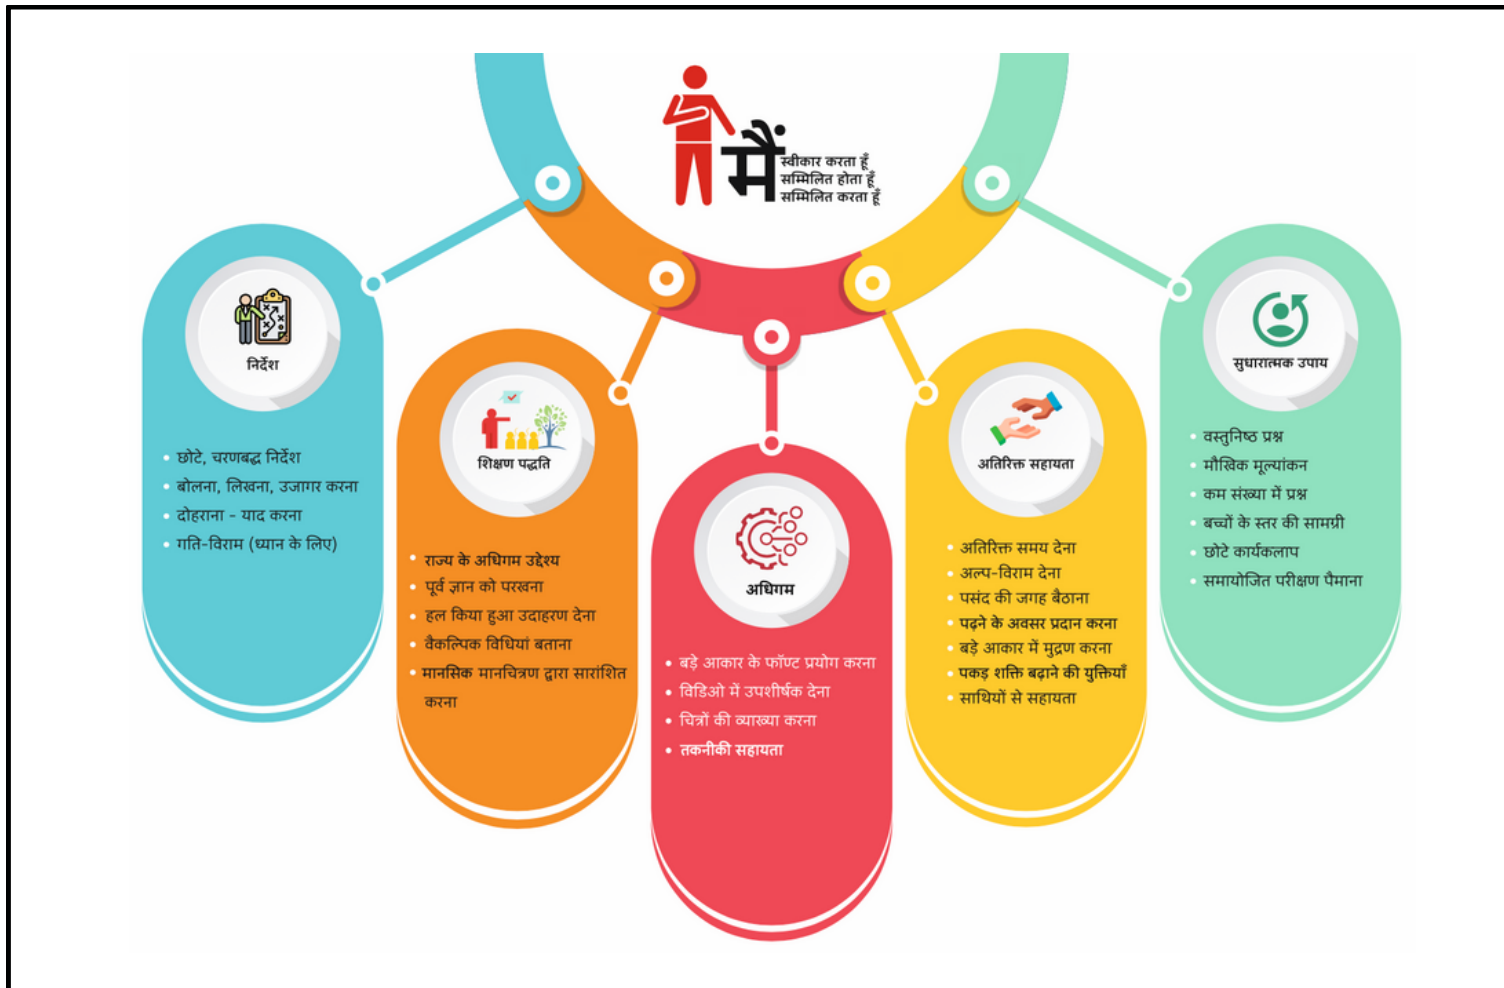 मैं
स्वीकार करता हूँ
सम्मिलित होता हूँ
सम्मिलित करता हूँ
निर्देश
• छोटे, चरणबद्ध निर्देश
• बोलना, लिखना, उजागर करना
• दोहराना - याद करना
• गति-विराम (ध्यान के लिए)
शिक्षण पद्धति
• राज्य के अधिगम उद्देश्य
• पूर्व ज्ञान को परखना
• हल किया हुआ उदाहरण देना
• वैकल्पिक विधियां बताना
• मानसिक मानचित्रण द्वारा सारांशित
करना
अधिगम
• बड़े आकार के फॉण्ट प्रयोग करना
• विडिओ में उपशीर्षक देना
• चित्रों की व्याख्या करना
• तकनीकी सहायता
अतिरिक्त सहायता
• अतिरिक्त समय देना
• अल्प-विराम देना
• पसंद की जगह बैठाना
• पढ़ने के अवसर प्रदान करना
• बड़े आकार में मुद्रण करना
• पकड़ शक्ति बढ़ाने की युक्तियाँ
• साथियों से सहायता
सुधारात्मक उपाय
• वस्तुनिष्ठ प्रश्न
• मौखिक मूल्यांकन
• कम संख्या में प्रश्न
• बच्चों के स्तर की सामग्री
• छोटे कार्यकलाप
• समायोजित परीक्षण पैमाना